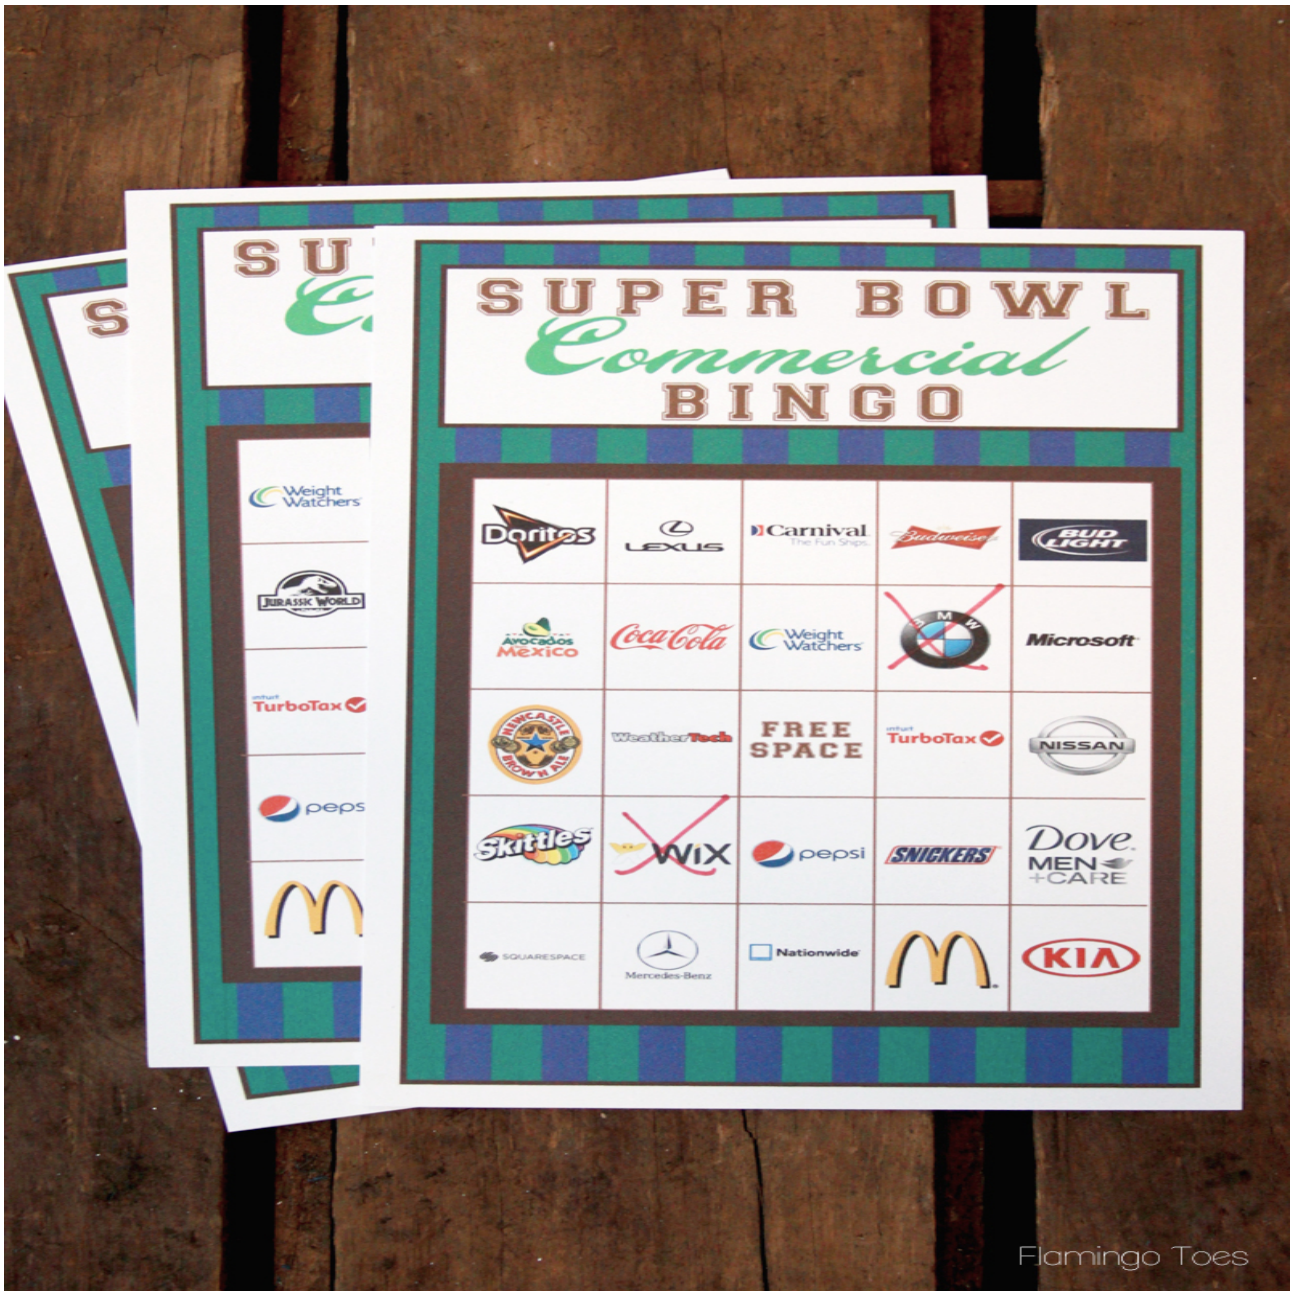 S
SU
C
Weight
Watchers
JURASSIC WORLD
intuit
TurboTax
peps
SUPER BOWL
Commercial
BINGO
Doritos
LEXUS
Carnival
The Fun Ships.
Budweiser
BUD
LIGHT
Avocados
Mexico
Coca-Cola
Weight
Watchers
BMW
Microsoft
NEWCASTLE
BROWN ALE
WeatherTech
FREE
SPACE
intuit
TurboTax
NISSAN
Skittles
WiX
pepsi
SNICKERS
Dove.
MEN
+CARE
SQUARESPACE
Mercedes-Benz
Nationwide
M
KIA
Flamingo Toes